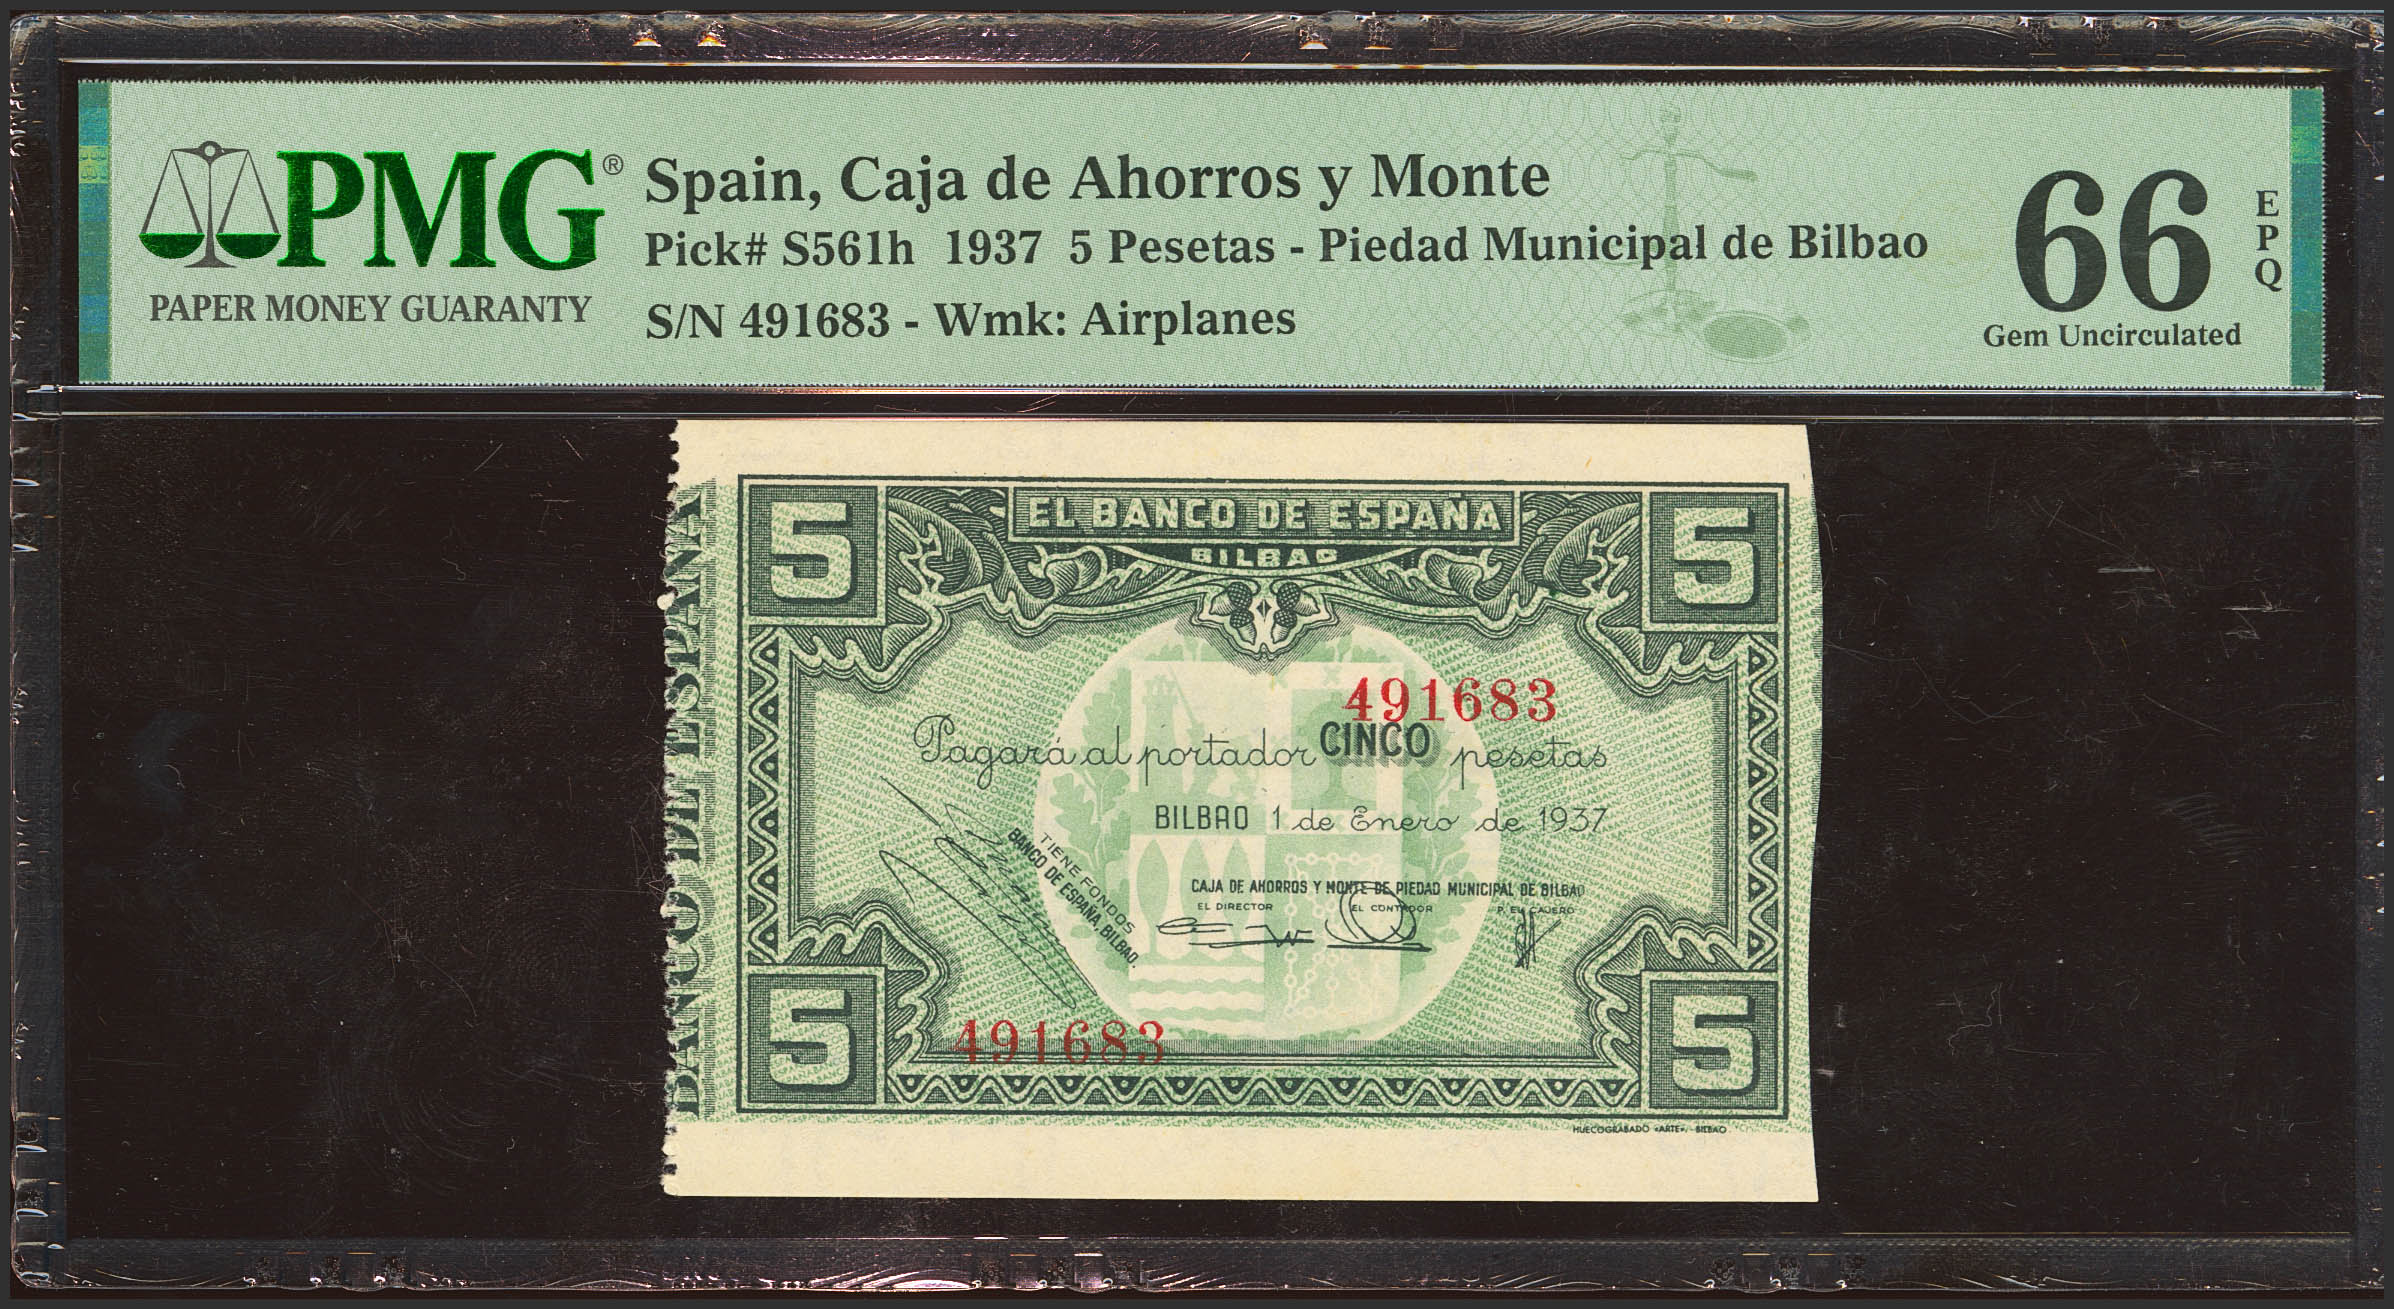 PMG®
PAPER MONEY GUARANTY
Spain, Caja de Ahorros y Monte
Pick# S561h 1937 5 Pesetas - Piedad Municipal de Bilbao
S/N 491683 - Wmk: Airplanes
66
EPQ
Gem Uncirculated
BANCO DE ESPAÑA
5
EL BANCO DE ESPAÑA
BILBAO
5
491683
Pagará al portador CINCO pesetas
BILBAO 1 de Enero de 1937
TIENE FONDOS
BANCO DE ESPAÑA, BILBAO.
CAJA DE AHORROS Y MONTE DE PIEDAD MUNICIPAL DE BILBAO
EL DIRECTOR EL CONTADOR P. EL CAJERO
491683
5
5
HUECOGRABADO «ARTE». BILBAO